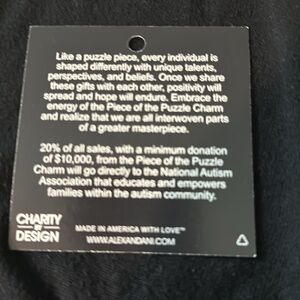 Like a puzzle piece, every individual is
shaped differently with unique talents,
perspectives, and beliefs. Once we share
these gifts with each other, positivity will
spread and hope will endure. Embrace the
energy of the Piece of the Puzzle Charm
and realize that we are all interwoven parts
of a greater masterpiece.
20% of all sales, with a minimum donation
of $10,000, from the Piece of the Puzzle
Charm will go directly to the National Autism
Association that educates and empowers
families within the autism community.
CHARITY
BY
DESIGN
MADE IN AMERICA WITH LOVE™
WWW.ALEXANDANI.COM